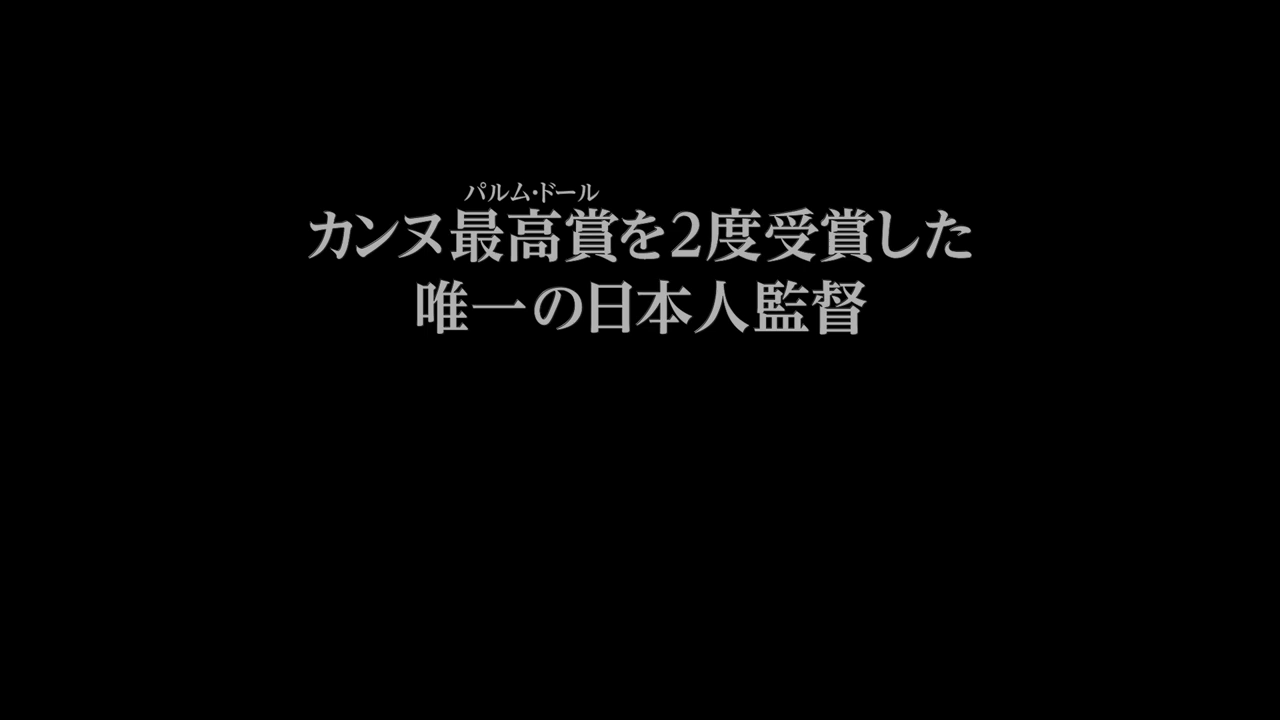 パルム・ドール
カンヌ最高賞を2度受賞した
唯一の日本人監督